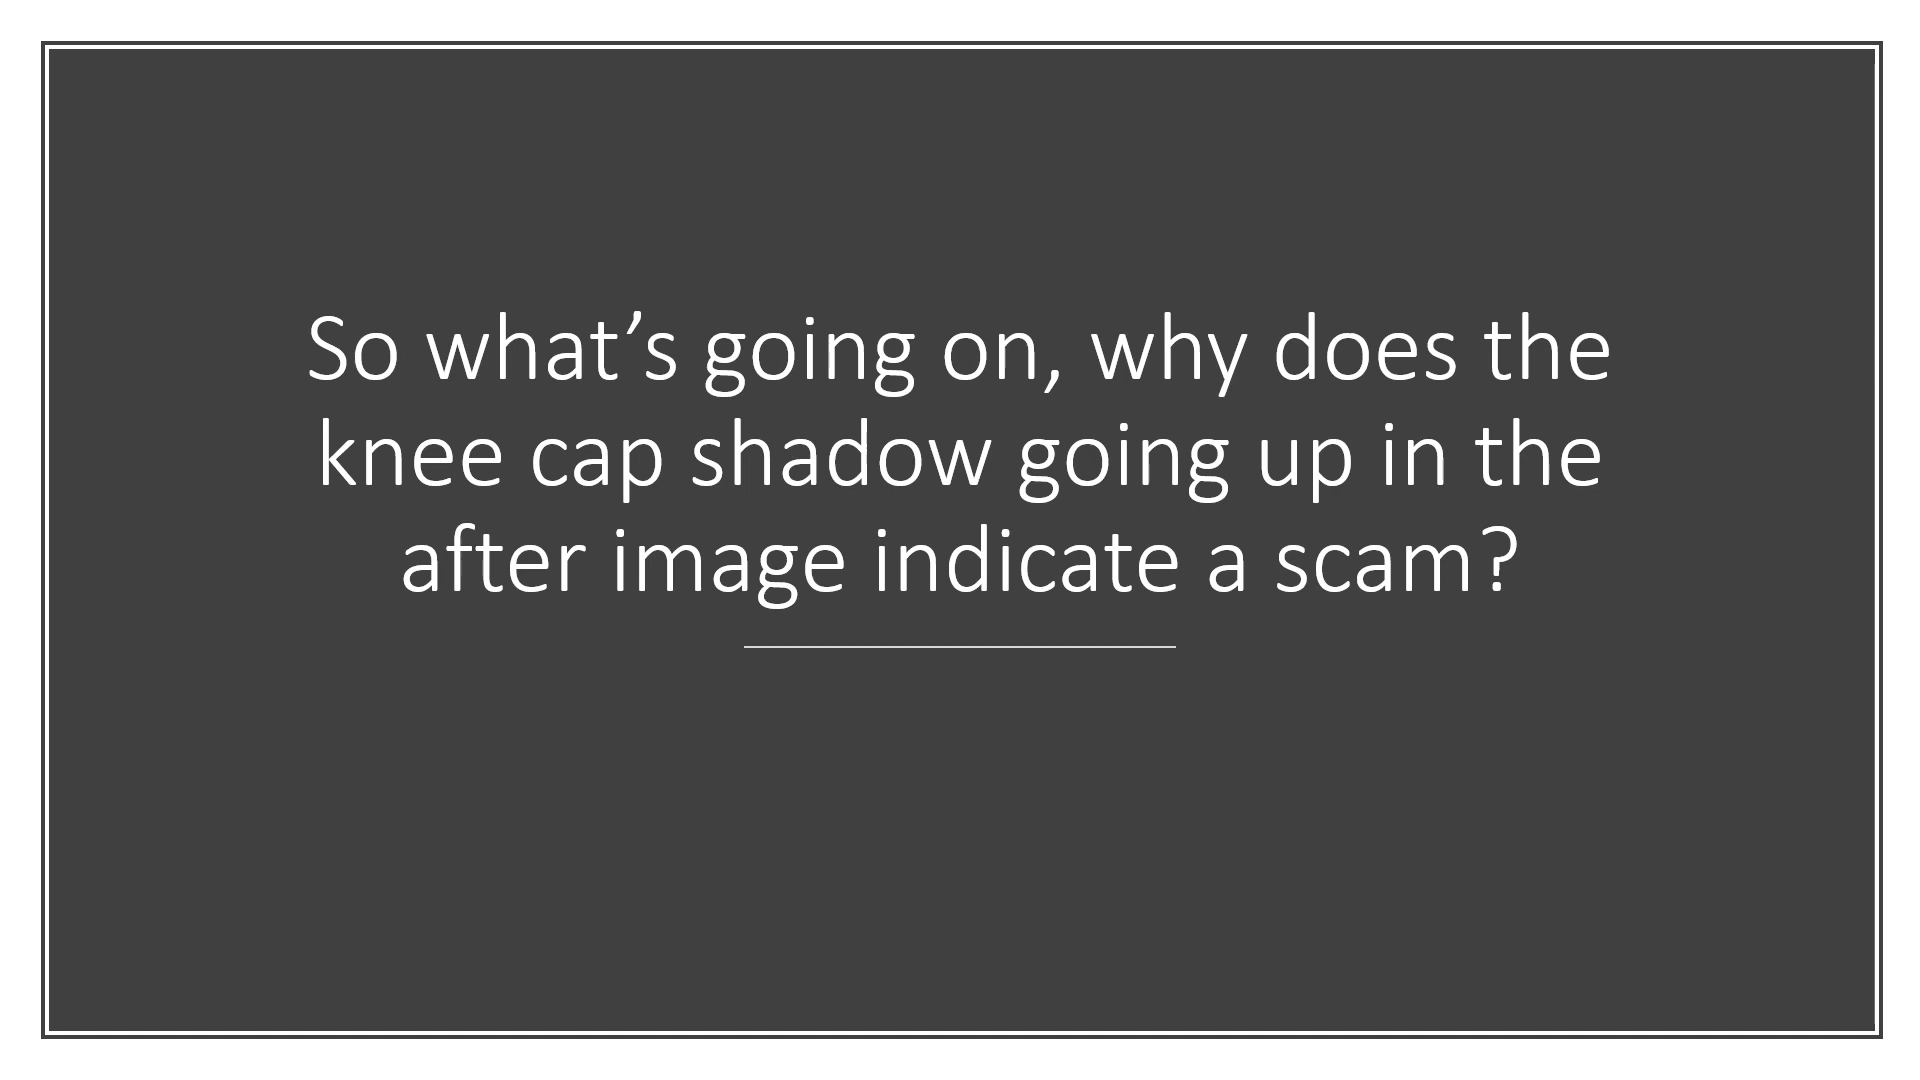 So what’s going on, why does the
knee cap shadow going up in the
after image indicate a scam?